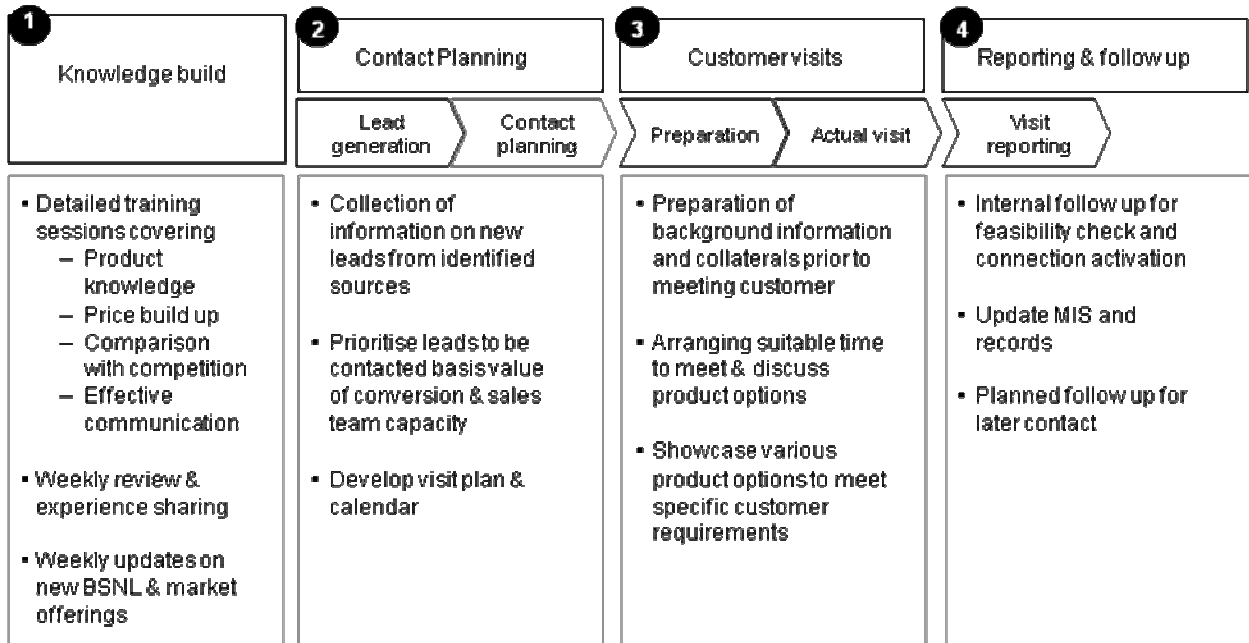 1
Knowledge build
• Detailed training
sessions covering
– Product
knowledge
– Price build up
– Comparison
with competition
– Effective
communication
• Weekly review &
experience sharing
• Weekly updates on
new BSNL & market
offerings
2
Contact Planning
Lead
generation
Contact
planning
• Collection of
information on new
leads from identified
sources
• Prioritise leads to be
contacted basis value
of conversion & sales
team capacity
• Develop visit plan &
calendar
3
Customer visits
Preparation
Actual visit
• Preparation of
background information
and collaterals prior to
meeting customer
• Arranging suitable time
to meet & discuss
product options
• Showcase various
product options to meet
specific customer
requirements
4
Reporting & follow up
Visit
reporting
• Internal follow up for
feasibility check and
connection activation
• Update MIS and
records
• Planned follow up for
later contact